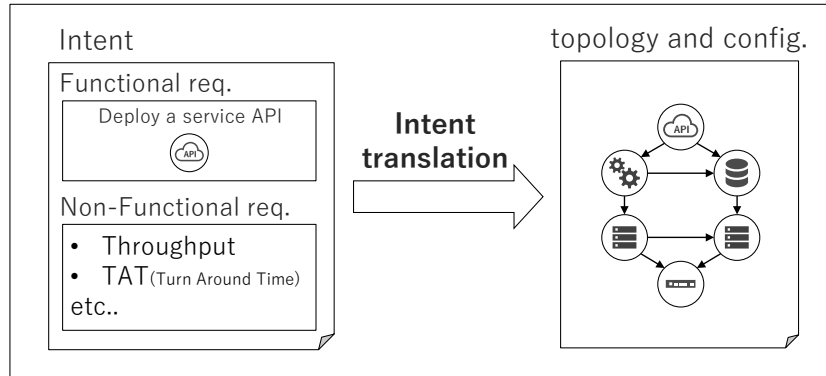 Intent
Functional req.
Deploy a service API
API
Non-Functional req.
• Throughput
• TAT(Turn Around Time)
etc..
Intent
translation
topology and config.
API